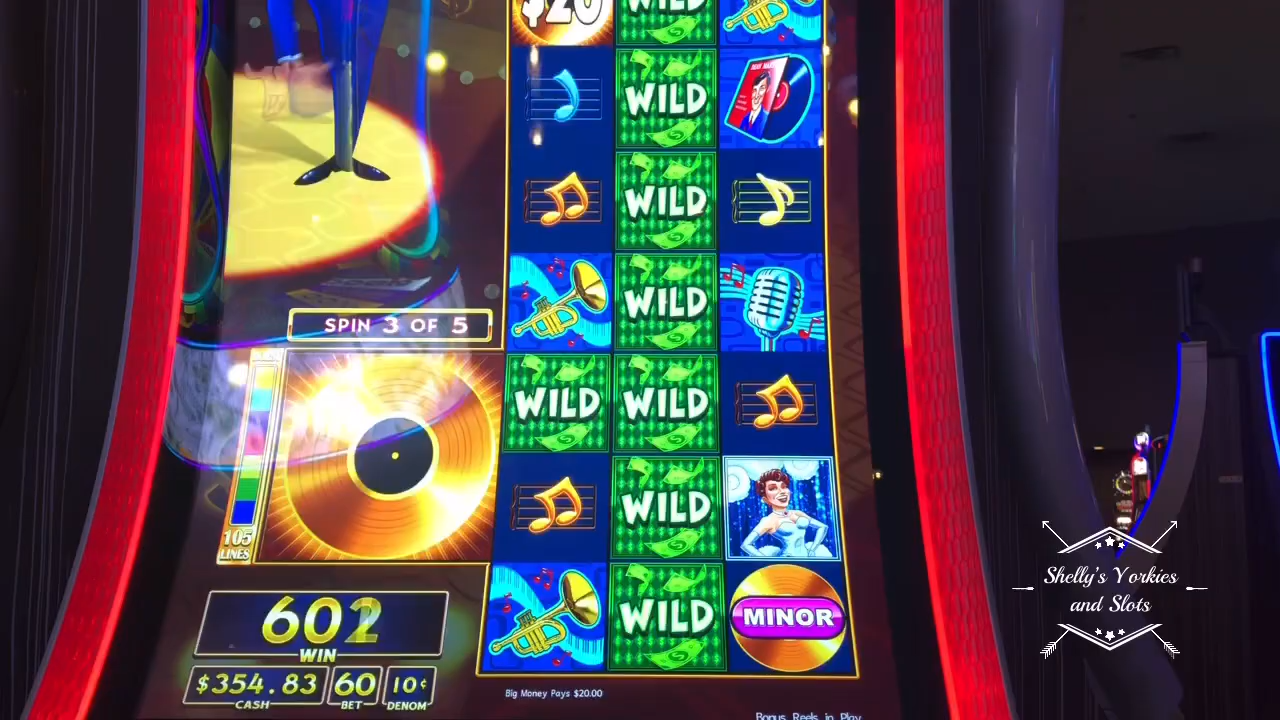 $20
WILD
WILD
WILD
WILD
SPIN 3 OF 5
WILD
WILD
WILD
105
LINES
602
WIN
WILD
MINOR
$354.83
CASH
60
BET
10¢
DENOM
Big Money Pays $20.00
Bonus Reels in Play
Shelly's Yorkies
and Slots